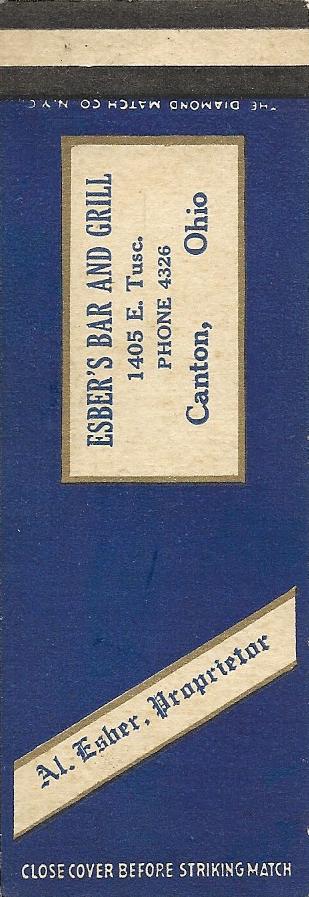 THE DIAMOND MATCH CO. N.Y.C.
ESBER'S BAR AND GRILL
1405 E. Tusc.
PHONE 4326
Canton, Ohio
Al. Esber, Proprietor
CLOSE COVER BEFORE STRIKING MATCH